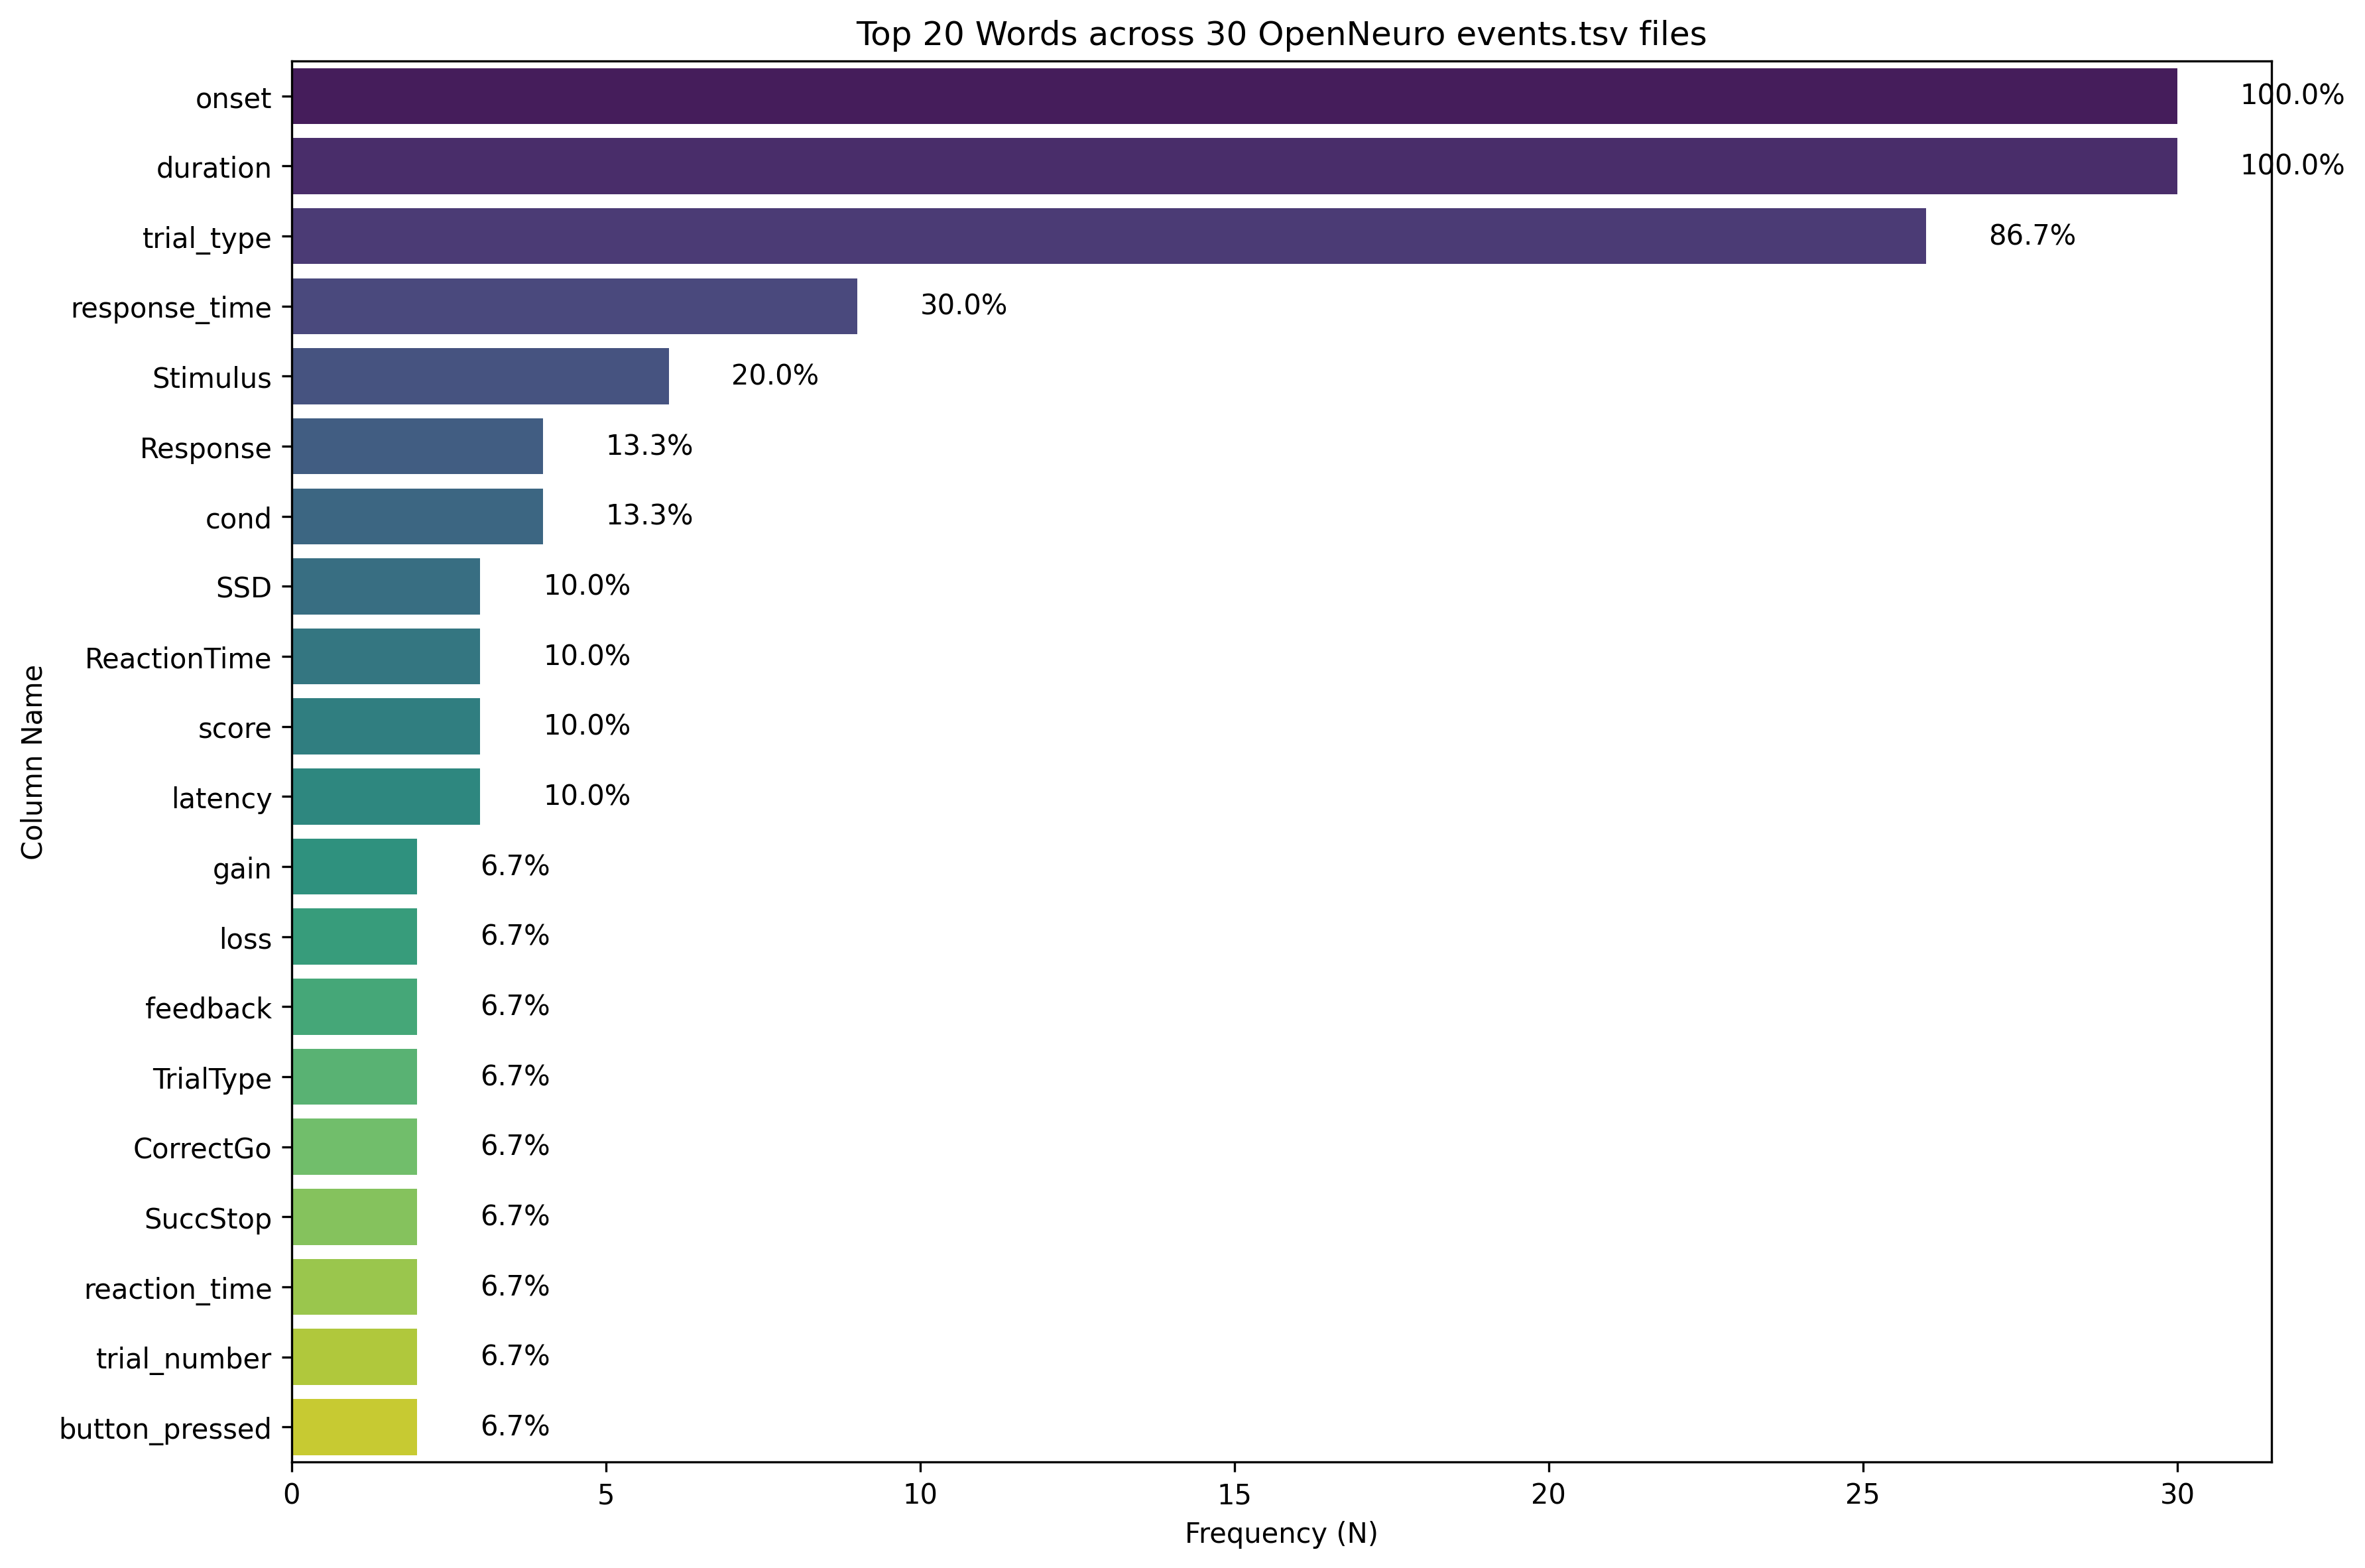 Top 20 Words across 30 OpenNeuro events.tsv files
onset 100.0%
duration 100.0%
trial_type 86.7%
response_time 30.0%
Stimulus 20.0%
Response 13.3%
cond 13.3%
SSD 10.0%
ReactionTime 10.0%
score 10.0%
latency 10.0%
gain 6.7%
loss 6.7%
feedback 6.7%
TrialType 6.7%
CorrectGo 6.7%
SuccStop 6.7%
reaction_time 6.7%
trial_number 6.7%
button_pressed 6.7%
Column Name
0 5 10 15 20 25 30
Frequency (N)